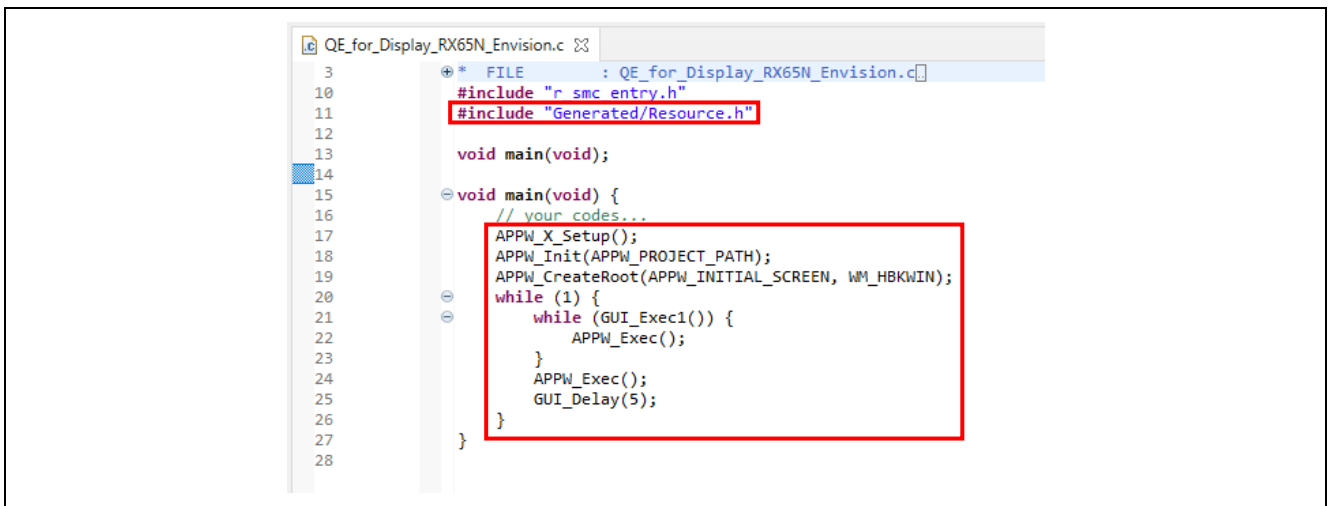 QE_for_Display_RX65N_Envision.c
3 * FILE : QE_for_Display_RX65N_Envision.c
10 #include "r_smc_entry.h"
11 #include "Generated/Resource.h"
12
13 void main(void);
14
15 void main(void) {
16 // your codes...
17 APPW_X_Setup();
18 APPW_Init(APPW_PROJECT_PATH);
19 APPW_CreateRoot(APPW_INITIAL_SCREEN, WM_HBKWIN);
20 while (1) {
21 while (GUI_Exec1()) {
22 APPW_Exec();
23 }
24 APPW_Exec();
25 GUI_Delay(5);
26 }
27 }
28